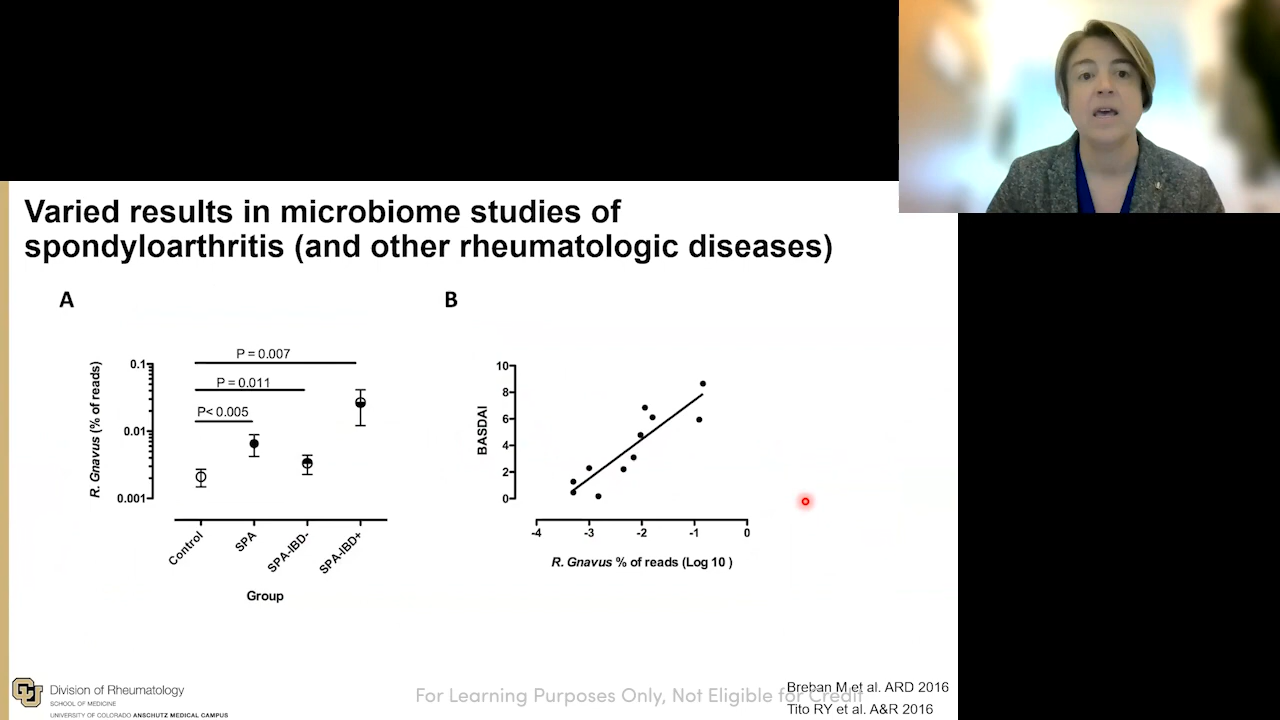 Varied results in microbiome studies of
spondyloarthritis (and other rheumatologic diseases)
A
R. Gnavus (% of reads)
0.1
0.01
0.001
P = 0.007
P = 0.011
P< 0.005
Control
SPA
SPA-IBD-
SPA-IBD+
Group
B
BASDAI
10
8
6
4
2
0
-4
-3
-2
-1
0
R. Gnavus % of reads (Log 10 )
Division of Rheumatology
SCHOOL OF MEDICINE
UNIVERSITY OF COLORADO ANSCHUTZ MEDICAL CAMPUS
For Learning Purposes Only, Not Eligible for Credit
Breban M et al. ARD 2016
Tito RY et al. A&R 2016